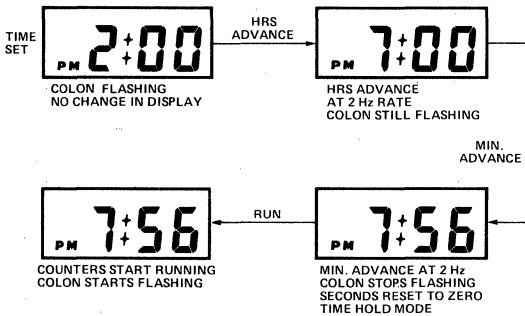 TIME
SET
PM 2:00
COLON FLASHING
NO CHANGE IN DISPLAY
HRS
ADVANCE
PM 7:00
HRS ADVANCE
AT 2 Hz RATE
COLON STILL FLASHING
MIN.
ADVANCE
PM 7:56
MIN. ADVANCE AT 2 Hz
COLON STOPS FLASHING
SECONDS RESET TO ZERO
TIME HOLD MODE
RUN
PM 7:56
COUNTERS START RUNNING
COLON STARTS FLASHING